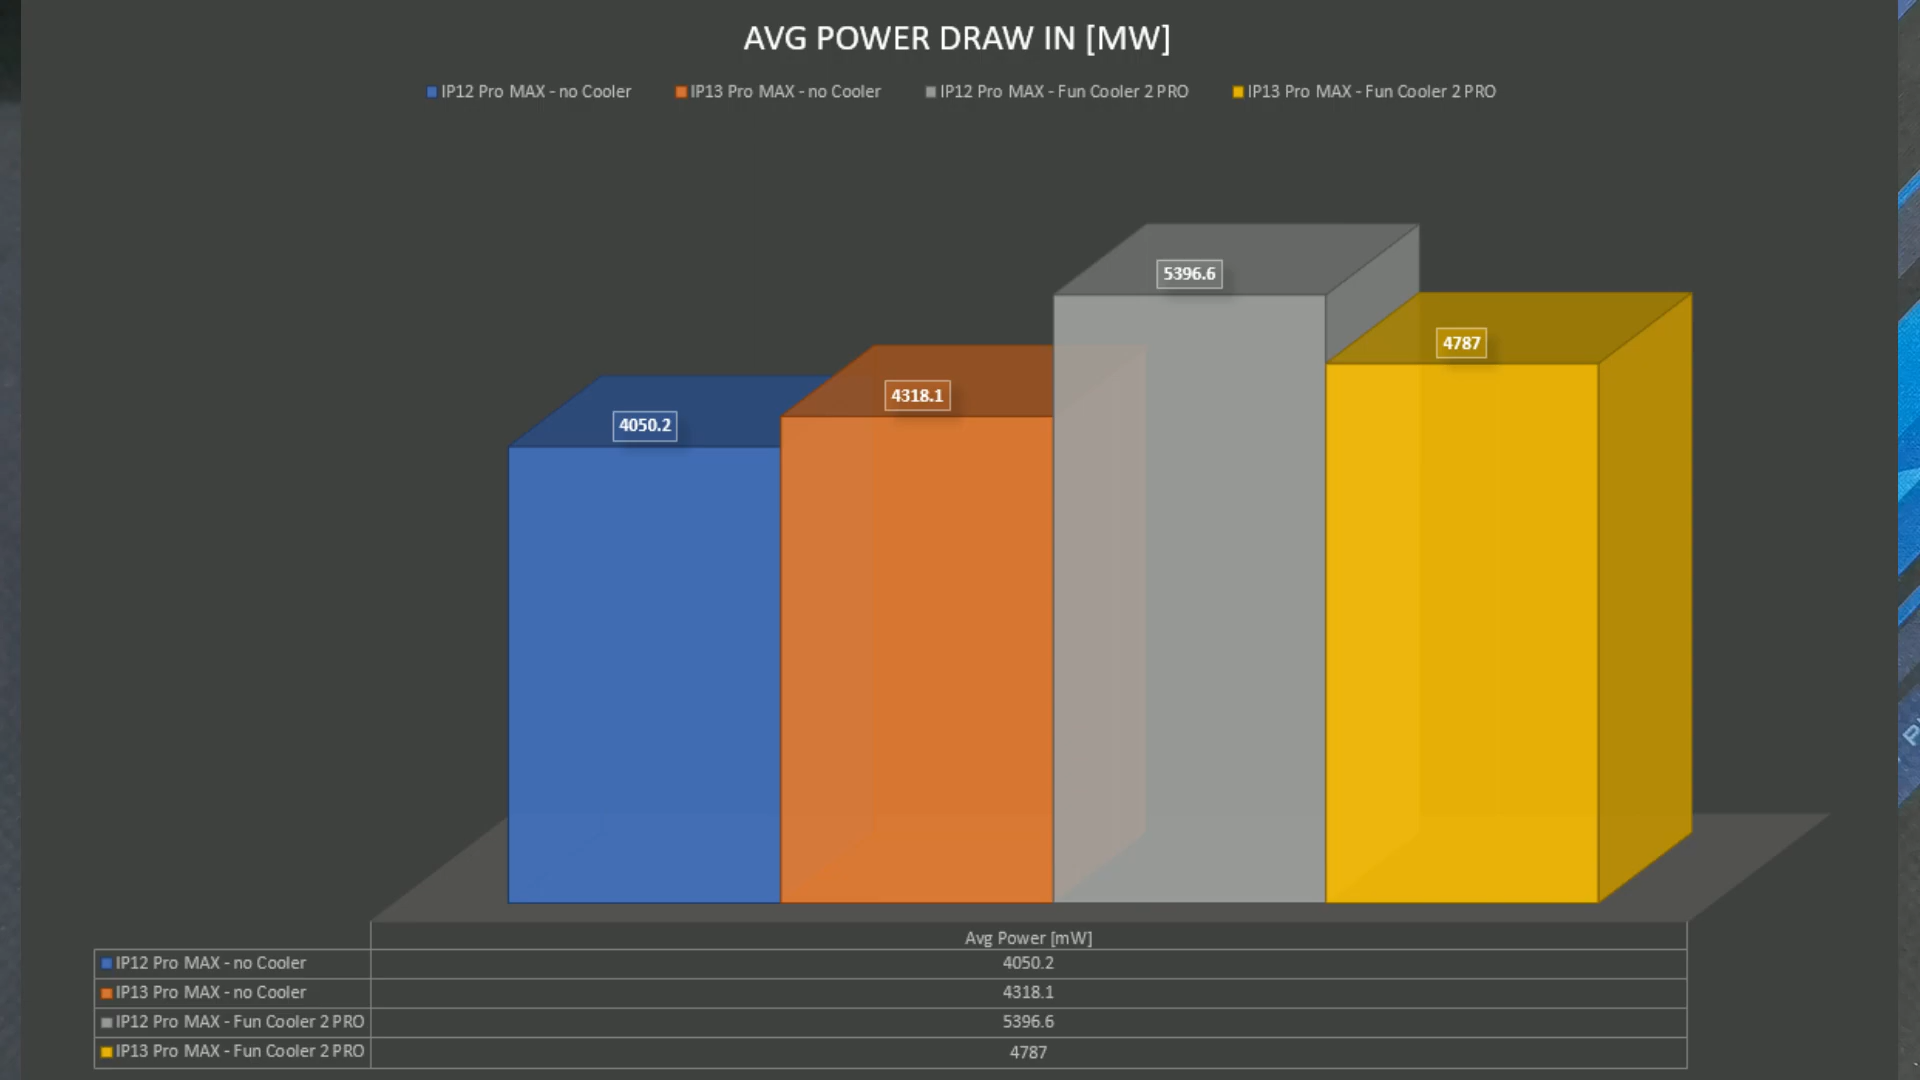 AVG POWER DRAW IN [MW]
IP12 Pro MAX - no Cooler IP13 Pro MAX - no Cooler IP12 Pro MAX - Fun Cooler 2 PRO IP13 Pro MAX - Fun Cooler 2 PRO
5396.6
4787
4318.1
4050.2
Avg Power [mW]
IP12 Pro MAX - no Cooler 4050.2
IP13 Pro MAX - no Cooler 4318.1
IP12 Pro MAX - Fun Cooler 2 PRO 5396.6
IP13 Pro MAX - Fun Cooler 2 PRO 4787